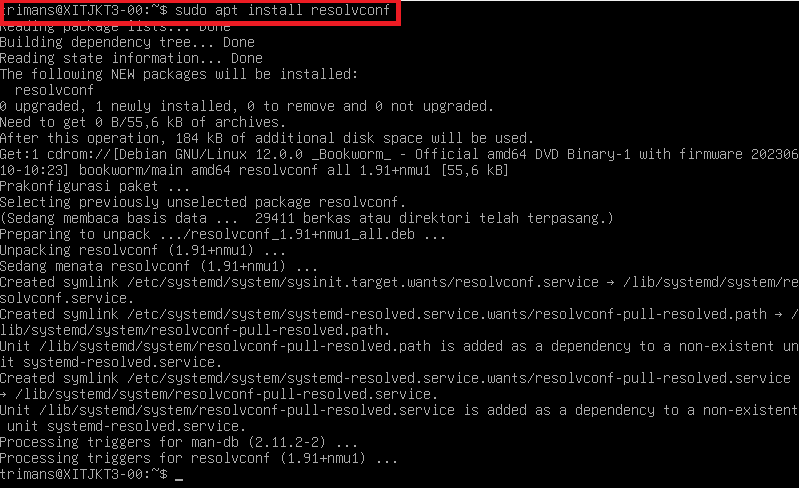 trimans@XITJKT3-00:~$ sudo apt install resolvconf
Reading package lists... Done
Building dependency tree... Done
Reading state information... Done
The following NEW packages will be installed:
  resolvconf
0 upgraded, 1 newly installed, 0 to remove and 0 not upgraded.
Need to get 0 B/55,6 kB of archives.
After this operation, 184 kB of additional disk space will be used.
Get:1 cdrom://[Debian GNU/Linux 12.0.0 _Bookworm_ - Official amd64 DVD Binary-1 with firmware 202306
10-10:23] bookworm/main amd64 resolvconf all 1.91+nmu1 [55,6 kB]
Prakonfigurasi paket ...
Selecting previously unselected package resolvconf.
(Sedang membaca basis data ...  29411 berkas atau direktori telah terpasang.)
Preparing to unpack .../resolvconf_1.91+nmu1_all.deb ...
Unpacking resolvconf (1.91+nmu1) ...
Sedang menata resolvconf (1.91+nmu1) ...
Created symlink /etc/systemd/system/sysinit.target.wants/resolvconf.service → /lib/systemd/system/re
solvconf.service.
Created symlink /etc/systemd/system/systemd-resolved.service.wants/resolvconf-pull-resolved.path → /
lib/systemd/system/resolvconf-pull-resolved.path.
Unit /lib/systemd/system/resolvconf-pull-resolved.path is added as a dependency to a non-existent un
it systemd-resolved.service.
Created symlink /etc/systemd/system/systemd-resolved.service.wants/resolvconf-pull-resolved.service
→ /lib/systemd/system/resolvconf-pull-resolved.service.
Unit /lib/systemd/system/resolvconf-pull-resolved.service is added as a dependency to a non-existent
 unit systemd-resolved.service.
Processing triggers for man-db (2.11.2-2) ...
Processing triggers for resolvconf (1.91+nmu1) ...
trimans@XITJKT3-00:~$ _